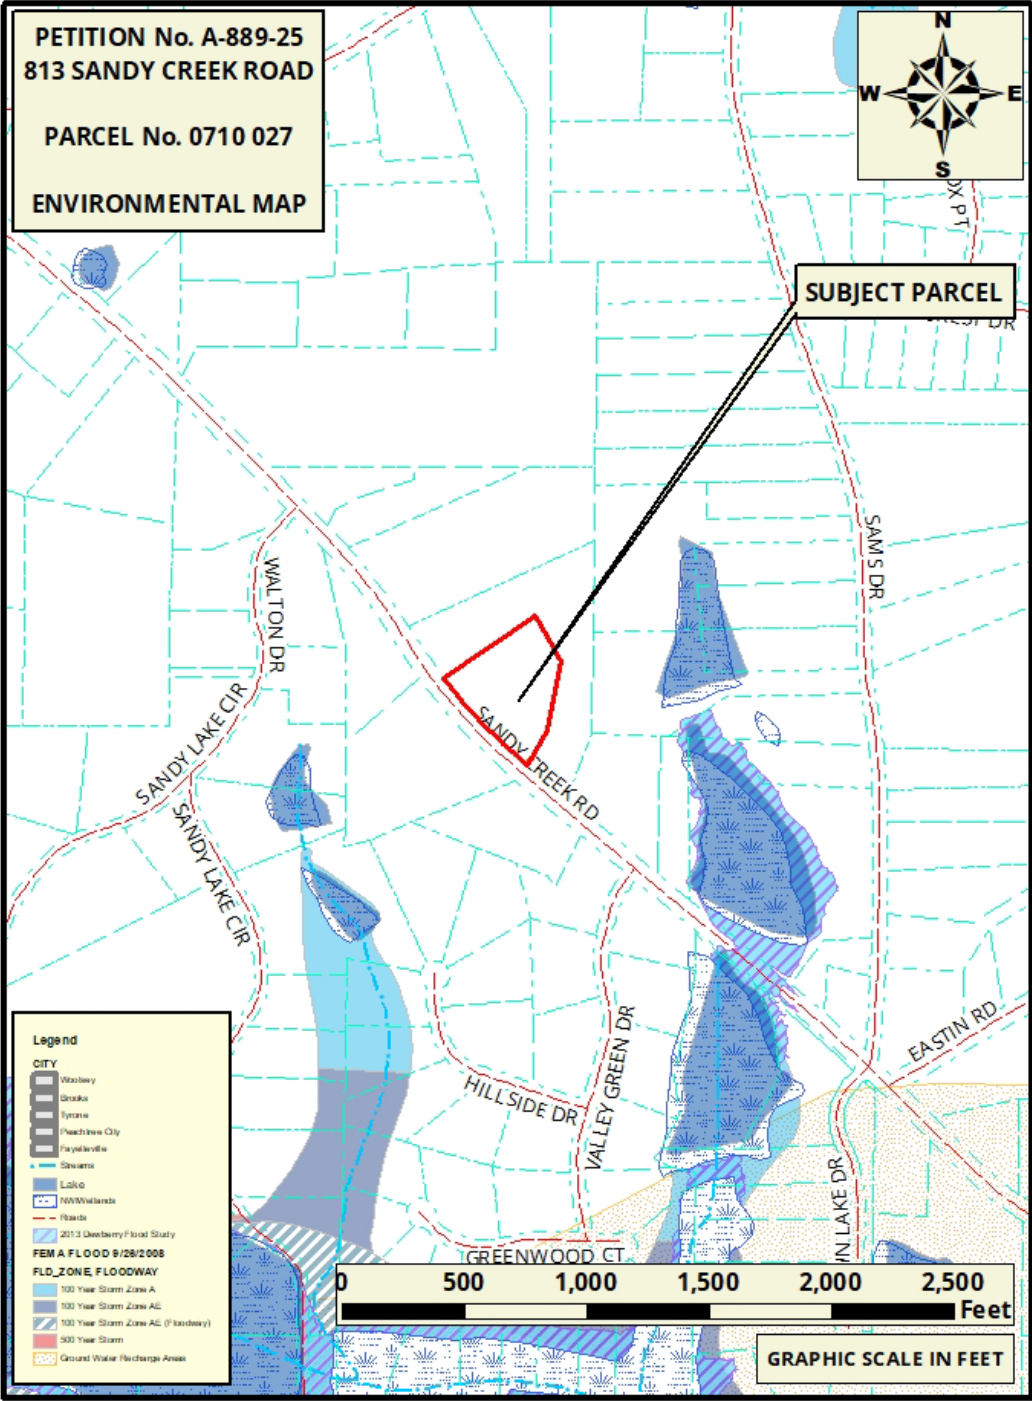 PETITION No. A-889-25
813 SANDY CREEK ROAD
PARCEL No. 0710 027
ENVIRONMENTAL MAP
N
W
E
S
PT
SUBJECT PARCEL
DR
SAMS DR
WALTON DR
SANDY LAKE CIR
SANDY CREEK RD
SANDY LAKE CIR
EASTIN RD
HILLSIDE DR
VALLEY GREEN DR
LAKE DR
GREENWOOD CT
Legend
CITY
Woolsey
Brooks
Tyrone
Peachtree City
Fayetteville
Streams
Lake
NWIWetlands
Roads
2013 Dewberry Flood Study
FEMA FLOOD 9/26/2008
FLD_ZONE, FLOODWAY
100 Year Storm Zone A
100 Year Storm Zone AE
100 Year Storm Zone AE (Floodway)
500 Year Storm
Ground Water Recharge Areas
0 500 1,000 1,500 2,000 2,500
Feet
GRAPHIC SCALE IN FEET